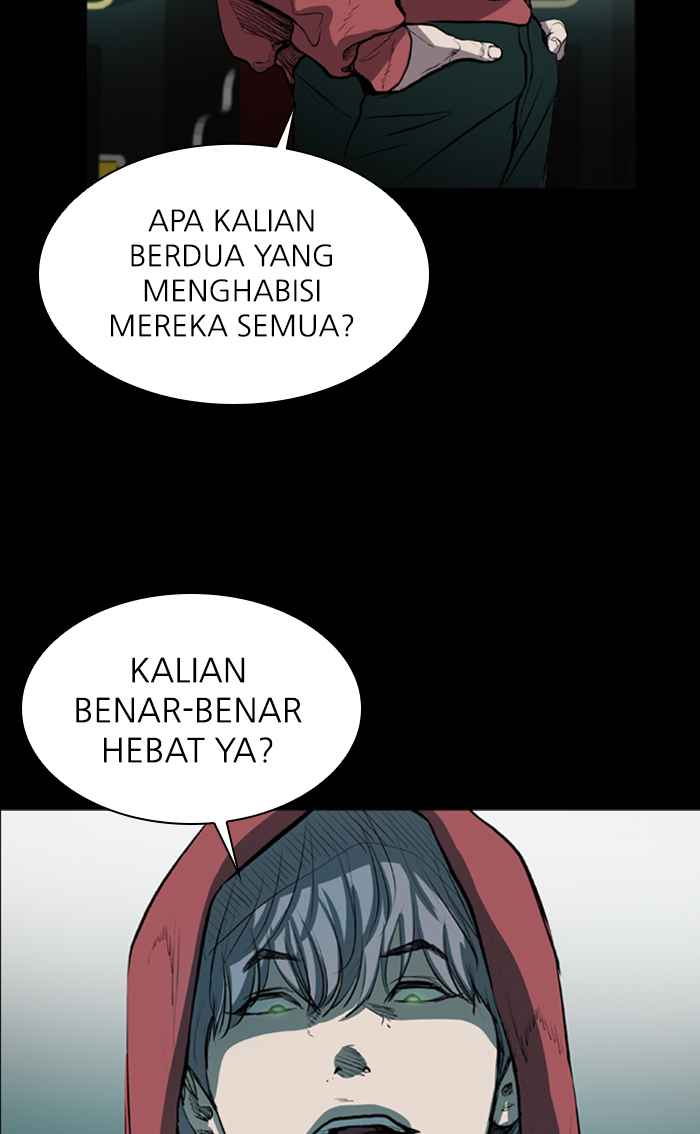 APA KALIAN
BERDUA YANG
MENGHABISI
MEREKA SEMUA?
KALIAN
BENAR-BENAR
HEBAT YA?